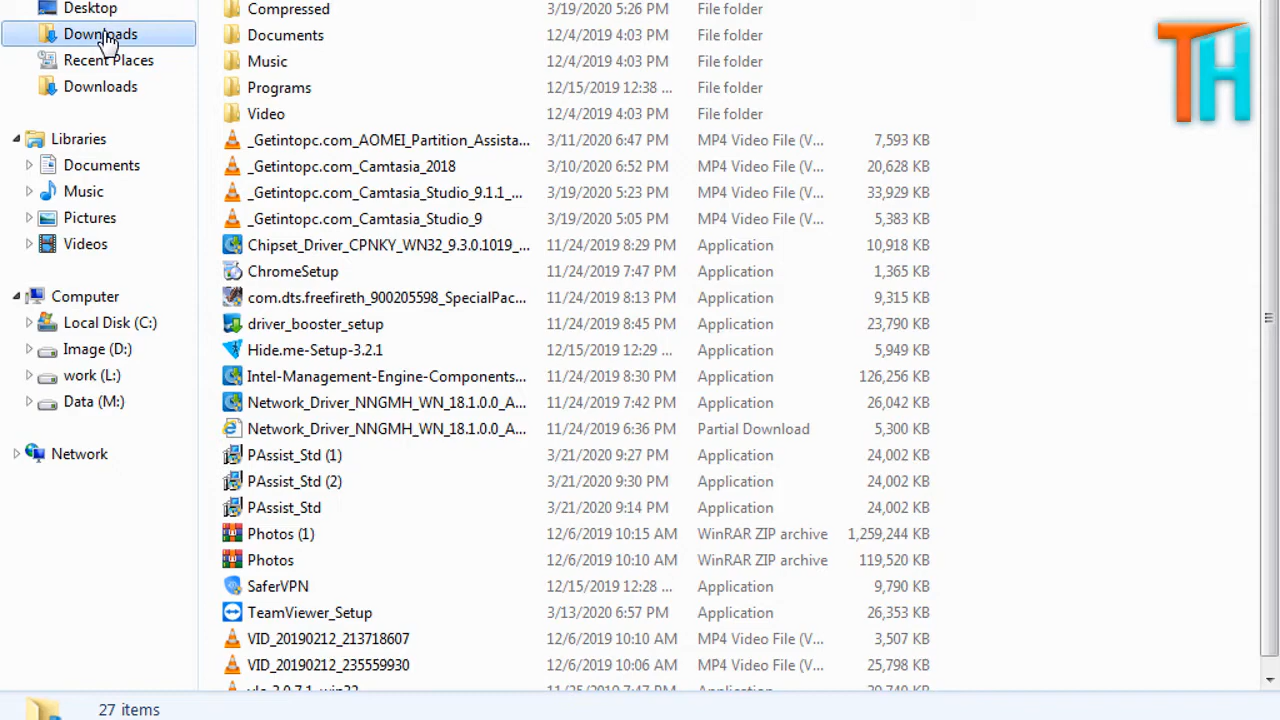 Desktop
Downloads
Recent Places
Downloads
Libraries
Documents
Music
Pictures
Videos
Computer
Local Disk (C:)
Image (D:)
work (L:)
Data (M:)
Network
Compressed 3/19/2020 5:26 PM File folder
Documents 12/4/2019 4:03 PM File folder
Music 12/4/2019 4:03 PM File folder
Programs 12/15/2019 12:38 ... File folder
Video 12/4/2019 4:03 PM File folder
_Getintopc.com_AOMEI_Partition_Assista... 3/11/2020 6:47 PM MP4 Video File (V... 7,593 KB
_Getintopc.com_Camtasia_2018 3/10/2020 6:52 PM MP4 Video File (V... 20,628 KB
_Getintopc.com_Camtasia_Studio_9.1.1_... 3/19/2020 5:23 PM MP4 Video File (V... 33,929 KB
_Getintopc.com_Camtasia_Studio_9 3/19/2020 5:05 PM MP4 Video File (V... 5,383 KB
Chipset_Driver_CPNKY_WN32_9.3.0.1019_... 11/24/2019 8:29 PM Application 10,918 KB
ChromeSetup 11/24/2019 7:47 PM Application 1,365 KB
com.dts.freefireth_900205598_SpecialPac... 11/24/2019 8:13 PM Application 9,315 KB
driver_booster_setup 11/24/2019 8:45 PM Application 23,790 KB
Hide.me-Setup-3.2.1 12/15/2019 12:29 ... Application 5,949 KB
Intel-Management-Engine-Components... 11/24/2019 8:30 PM Application 126,256 KB
Network_Driver_NNGMH_WN_18.1.0.0_A... 11/24/2019 7:42 PM Application 26,042 KB
Network_Driver_NNGMH_WN_18.1.0.0_A... 11/24/2019 6:36 PM Partial Download 5,300 KB
PAssist_Std (1) 3/21/2020 9:27 PM Application 24,002 KB
PAssist_Std (2) 3/21/2020 9:30 PM Application 24,002 KB
PAssist_Std 3/21/2020 9:14 PM Application 24,002 KB
Photos (1) 12/6/2019 10:15 AM WinRAR ZIP archive 1,259,244 KB
Photos 12/6/2019 10:10 AM WinRAR ZIP archive 119,520 KB
SaferVPN 12/15/2019 12:28 ... Application 9,790 KB
TeamViewer_Setup 3/13/2020 6:57 PM Application 26,353 KB
VID_20190212_213718607 12/6/2019 10:10 AM MP4 Video File (V... 3,507 KB
VID_20190212_235559930 12/6/2019 10:06 AM MP4 Video File (V... 25,798 KB
27 items
TH